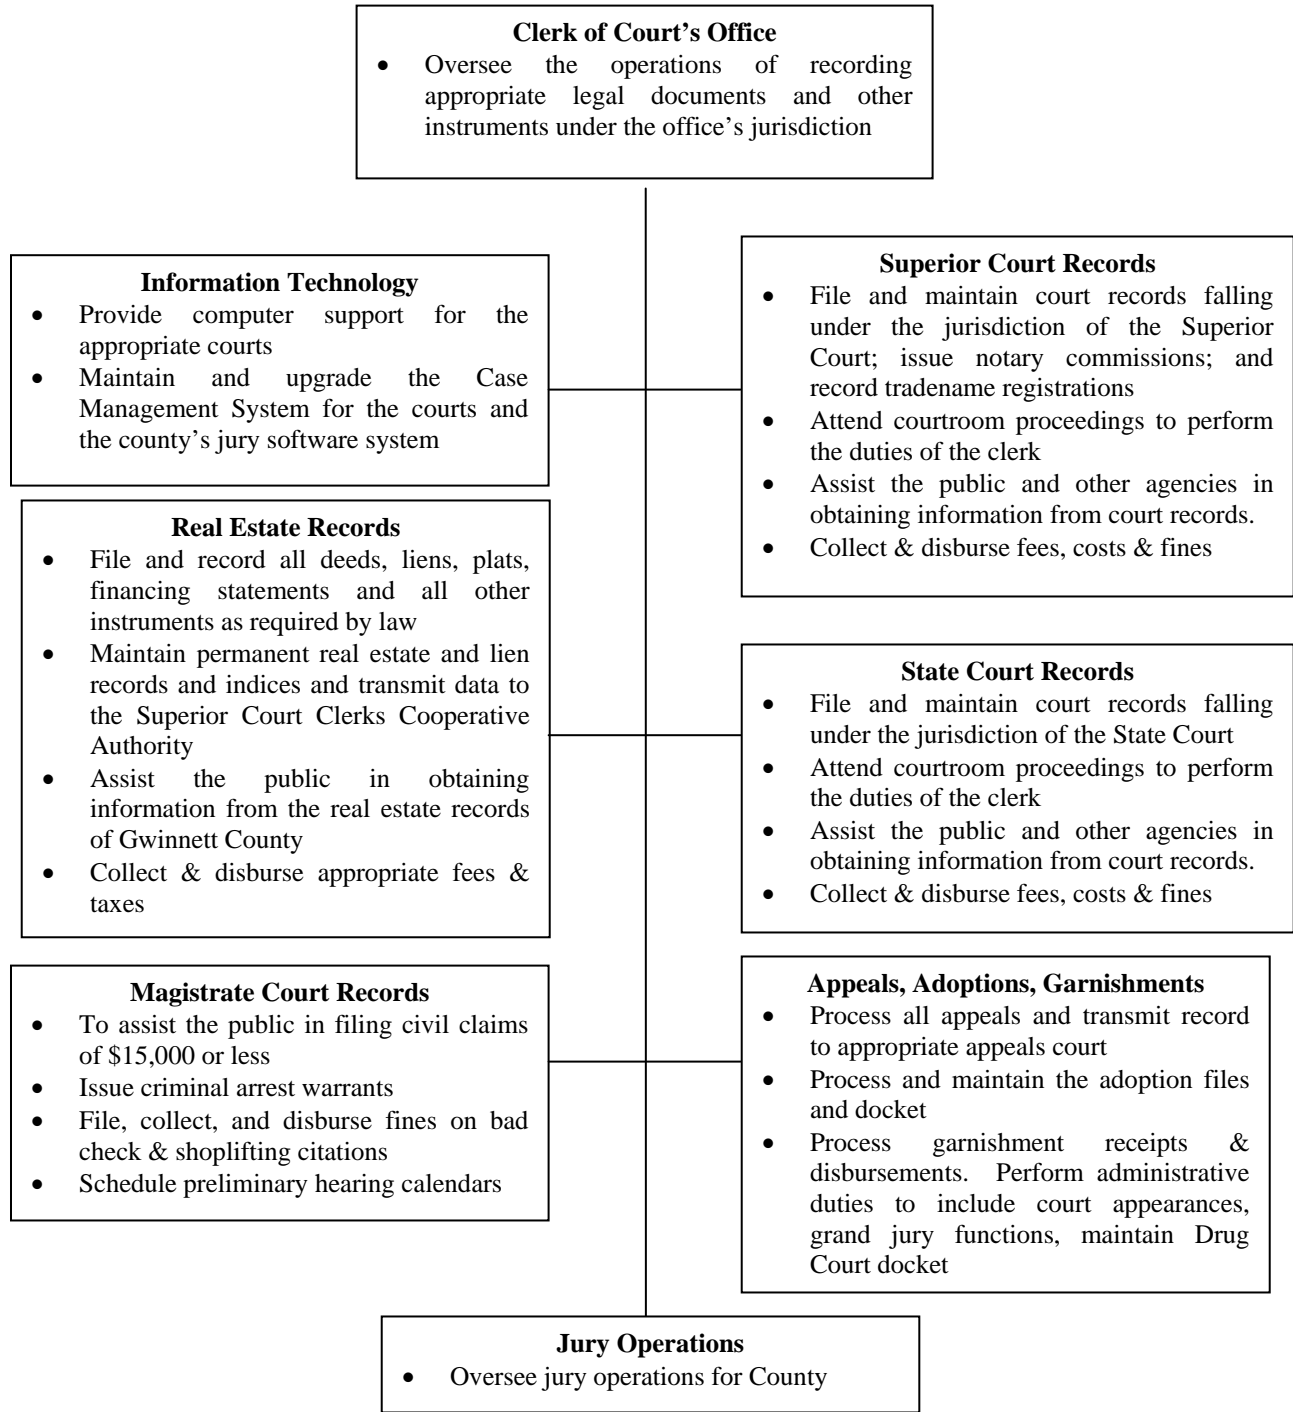 Clerk of Court’s Office
• Oversee the operations of recording
appropriate legal documents and other
instruments under the office’s jurisdiction
Information Technology
• Provide computer support for the
appropriate courts
• Maintain and upgrade the Case
Management System for the courts and
the county’s jury software system
Superior Court Records
• File and maintain court records falling
under the jurisdiction of the Superior
Court; issue notary commissions; and
record tradename registrations
• Attend courtroom proceedings to perform
the duties of the clerk
• Assist the public and other agencies in
obtaining information from court records.
• Collect & disburse fees, costs & fines
Real Estate Records
• File and record all deeds, liens, plats,
financing statements and all other
instruments as required by law
• Maintain permanent real estate and lien
records and indices and transmit data to
the Superior Court Clerks Cooperative
Authority
• Assist the public in obtaining
information from the real estate records
of Gwinnett County
• Collect & disburse appropriate fees &
taxes
State Court Records
• File and maintain court records falling
under the jurisdiction of the State Court
• Attend courtroom proceedings to perform
the duties of the clerk
• Assist the public and other agencies in
obtaining information from court records.
• Collect & disburse fees, costs & fines
Magistrate Court Records
• To assist the public in filing civil claims
of $15,000 or less
• Issue criminal arrest warrants
• File, collect, and disburse fines on bad
check & shoplifting citations
• Schedule preliminary hearing calendars
Appeals, Adoptions, Garnishments
• Process all appeals and transmit record
to appropriate appeals court
• Process and maintain the adoption files
and docket
• Process garnishment receipts &
disbursements. Perform administrative
duties to include court appearances,
grand jury functions, maintain Drug
Court docket
Jury Operations
• Oversee jury operations for County